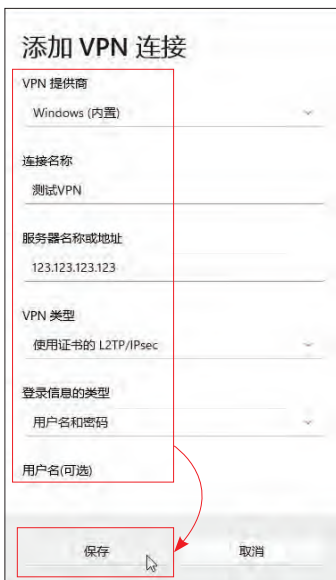 添加 VPN 连接
VPN 提供商
Windows (内置)
连接名称
测试VPN
服务器名称或地址
123.123.123.123
VPN 类型
使用证书的 L2TP/IPsec
登录信息的类型
用户名和密码
用户名(可选)
保存
取消